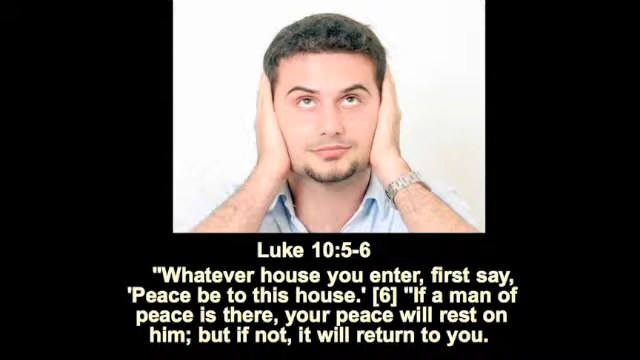 Luke 10:5-6
"Whatever house you enter, first say,
'Peace be to this house.' [6] "If a man of
peace is there, your peace will rest on
him; but if not, it will return to you.